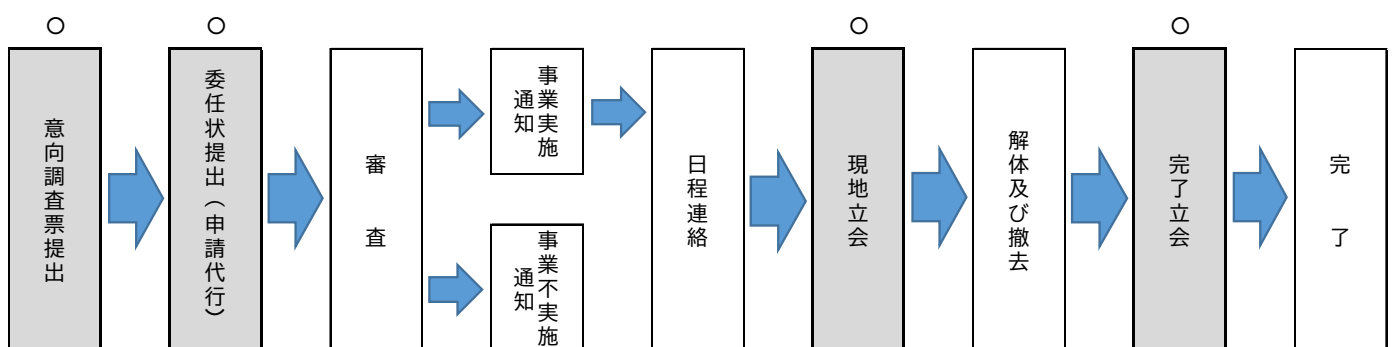 ○
○
○
○
意向調査票提出
委任状提出（申請代行）
審査
事業実施
通知
事業不実施
通知
日程連絡
現地立会
解体及び撤去
完了立会
完了